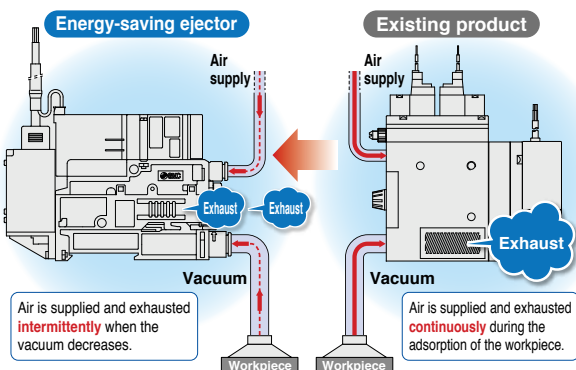 Energy-saving ejector
Existing product
Air
supply
Air
supply
SMC
Exhaust
Exhaust
Exhaust
Vacuum
Vacuum
Air is supplied and exhausted
intermittently when the
vacuum decreases.
Air is supplied and exhausted
continuously during the
adsorption of the workpiece.
Workpiece
Workpiece